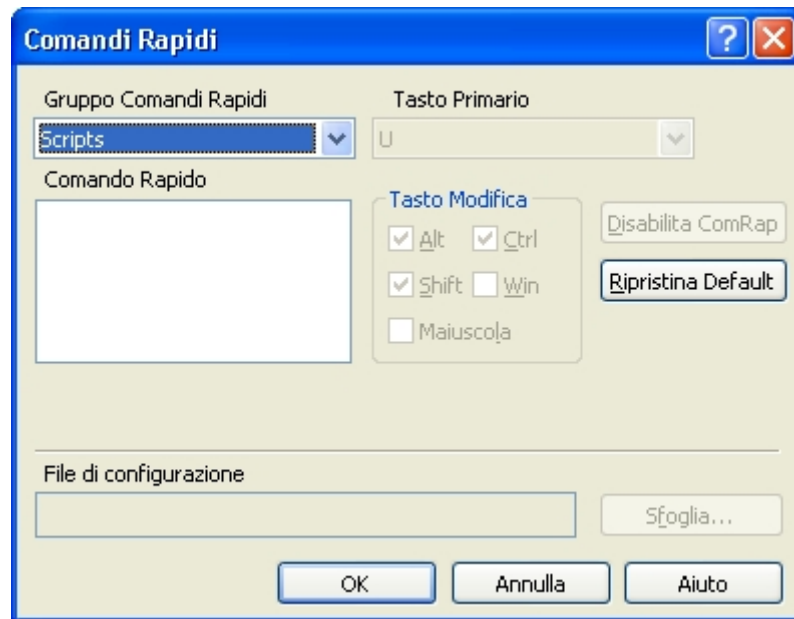 Comandi Rapidi
Gruppo Comandi Rapidi
Tasto Primario
Scripts
U
Comando Rapido
Tasto Modifica
Alt
Ctrl
Shift
Win
Maiuscola
Disabilita ComRap
Ripristina Default
File di configurazione
Sfoglia...
OK
Annulla
Aiuto